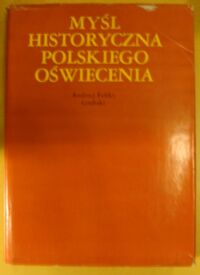 MYŚL
HISTORYCZNA
POLSKIEGO
OŚWIECENIA
Andrzej Feliks
Grabski